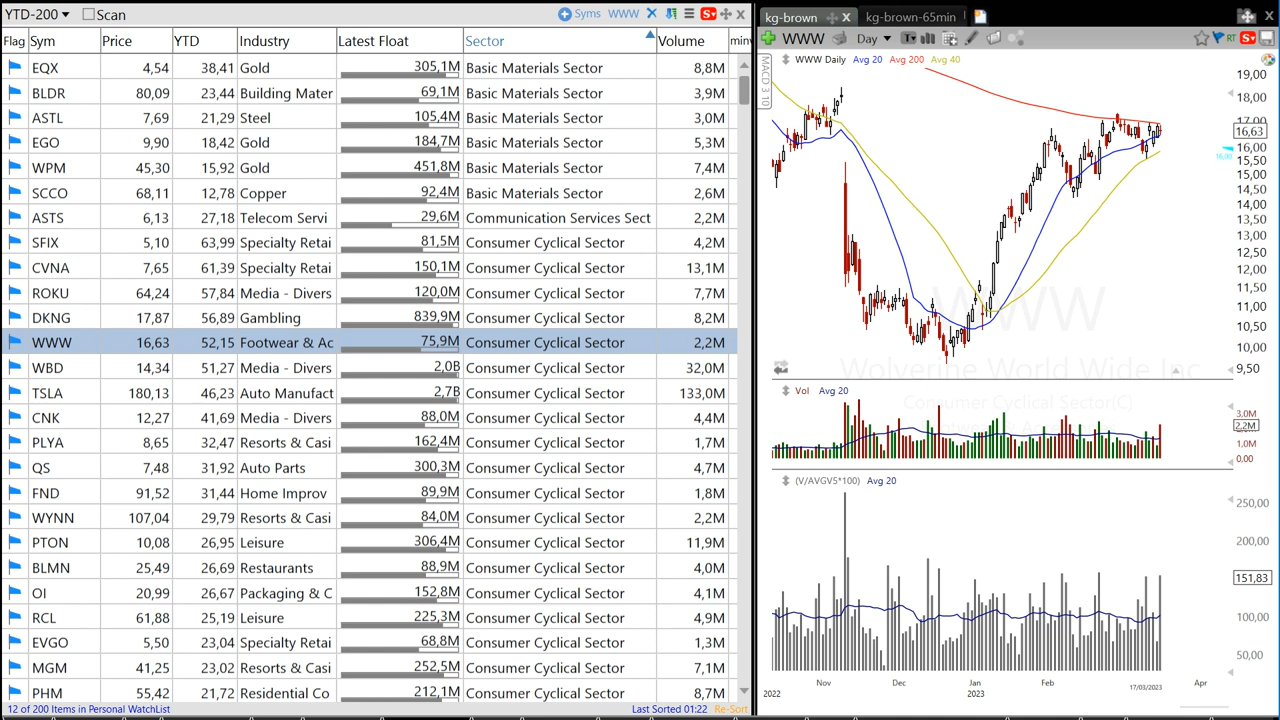 YTD-200 Scan Syms WWW
Flag Sym Price YTD Industry Latest Float Sector Volume
EQX 4,54 38,41 Gold 305,1M Basic Materials Sector 8,8M
BLDR 80,09 23,44 Building Mater 69,1M Basic Materials Sector 3,9M
ASTL 7,69 21,29 Steel 105,4M Basic Materials Sector 3,0M
EGO 9,90 18,42 Gold 184,7M Basic Materials Sector 5,3M
WPM 45,30 15,92 Gold 451,8M Basic Materials Sector 7,4M
SCCO 68,11 12,78 Copper 92,4M Basic Materials Sector 2,6M
ASTS 6,13 27,18 Telecom Servi 29,6M Communication Services Sect 2,2M
SFIX 5,10 63,99 Specialty Retai 81,5M Consumer Cyclical Sector 4,2M
CVNA 7,65 61,39 Specialty Retai 150,1M Consumer Cyclical Sector 13,1M
ROKU 64,24 57,84 Media - Divers 120,0M Consumer Cyclical Sector 7,7M
DKNG 17,87 56,89 Gambling 839,9M Consumer Cyclical Sector 8,2M
WWW 16,63 52,15 Footwear & Ac 75,9M Consumer Cyclical Sector 2,2M
WBD 14,34 51,27 Media - Divers 2,0B Consumer Cyclical Sector 32,0M
TSLA 180,13 46,23 Auto Manufact 2,7B Consumer Cyclical Sector 133,0M
CNK 12,27 41,69 Media - Divers 88,0M Consumer Cyclical Sector 4,4M
PLYA 8,65 32,47 Resorts & Casi 162,4M Consumer Cyclical Sector 1,7M
QS 7,48 31,92 Auto Parts 300,3M Consumer Cyclical Sector 4,7M
FND 91,52 31,44 Home Improv 89,9M Consumer Cyclical Sector 1,8M
WYNN 107,04 29,79 Resorts & Casi 84,0M Consumer Cyclical Sector 2,2M
PTON 10,08 26,95 Leisure 306,4M Consumer Cyclical Sector 11,9M
BLMN 25,49 26,69 Restaurants 88,9M Consumer Cyclical Sector 4,0M
OI 20,99 26,67 Packaging & C 152,8M Consumer Cyclical Sector 4,1M
RCL 61,88 25,19 Leisure 225,3M Consumer Cyclical Sector 4,9M
EVGO 5,50 23,04 Specialty Retai 68,8M Consumer Cyclical Sector 1,3M
MGM 41,25 23,02 Resorts & Casi 252,5M Consumer Cyclical Sector 7,1M
PHM 55,42 21,72 Residential Co 212,1M Consumer Cyclical Sector 8,7M
12 of 200 Items in Personal WatchList Last Sorted 01:22 Re-Sort
kg-brown kg-brown-65min
WWW Day RT
WWW Daily Avg 20 Avg 200 Avg 40
MACD 3 10
19,00
18,00
17,00
16,63
16,00
16,00
15,50
15,00
14,50
14,00
13,50
13,00
12,50
12,00
11,50
11,00
10,50
10,00
9,50
WWW
Wolverine World Wide Inc
Consumer Cyclical Sector(C)
Vol Avg 20
3.0M
2.2M
1.0M
0.00
(V/AVGV5*100) Avg 20
250,00
200,00
151,83
100,00
50,00
Nov Dec Jan Feb 17/03/2023 Apr
2022 2023